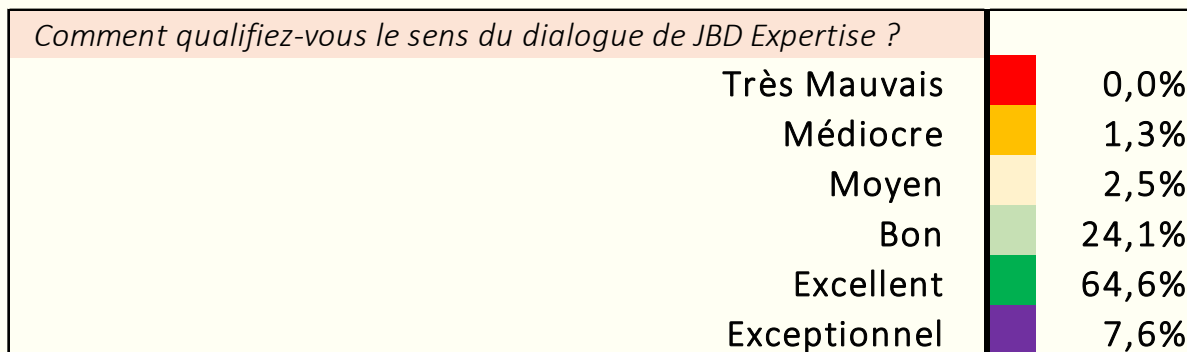 Comment qualifiez-vous le sens du dialogue de JBD Expertise ?
Très Mauvais 0,0%
Médiocre 1,3%
Moyen 2,5%
Bon 24,1%
Excellent 64,6%
Exceptionnel 7,6%